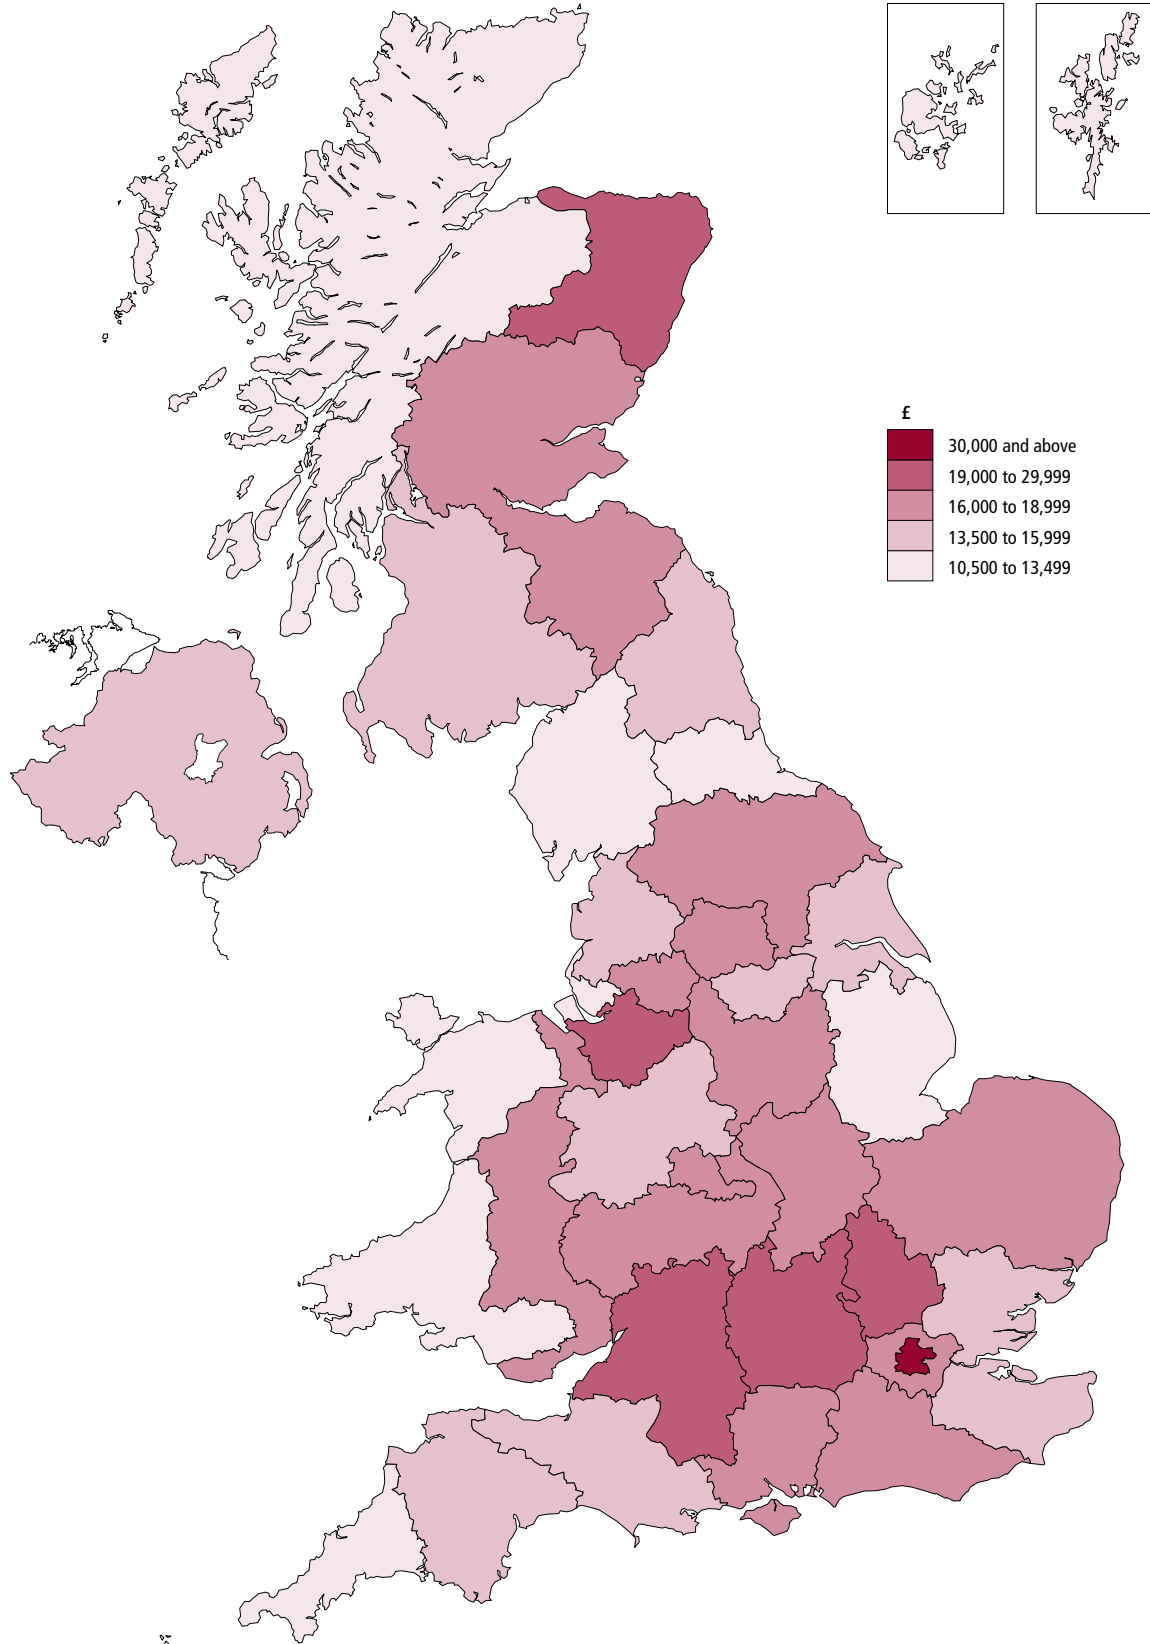 £
30,000 and above
19,000 to 29,999
16,000 to 18,999
13,500 to 15,999
10,500 to 13,499